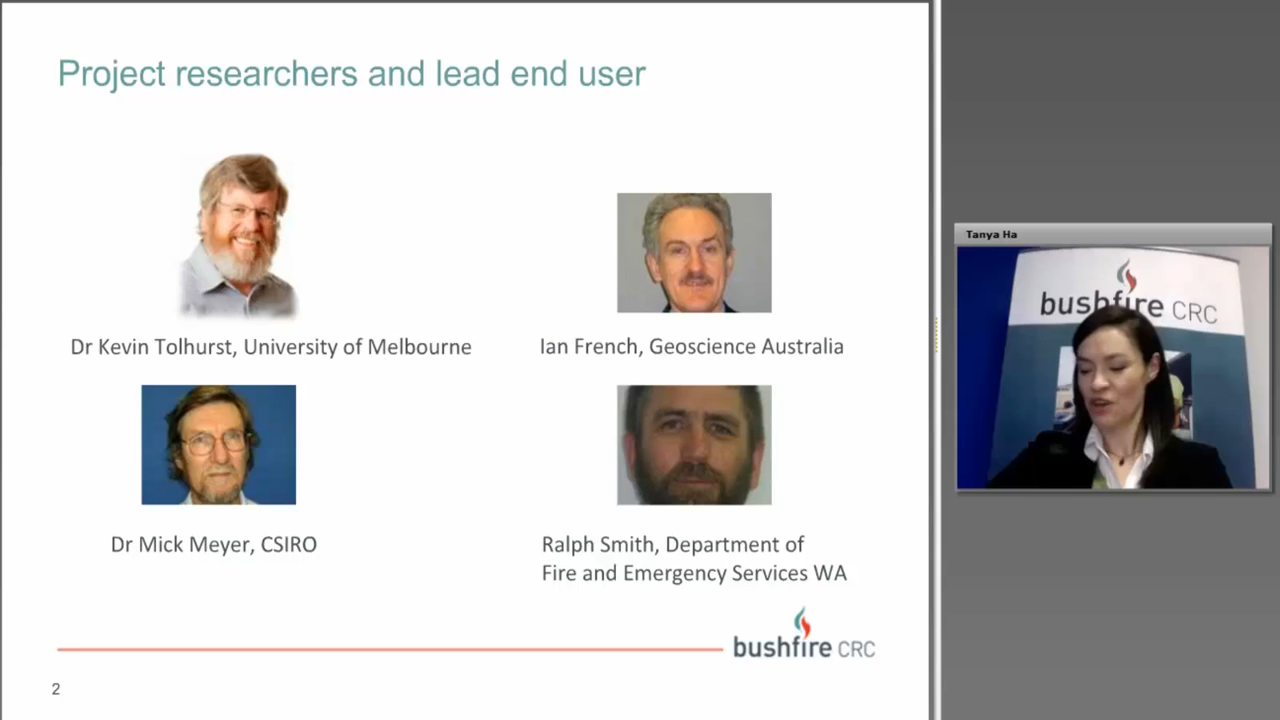 Project researchers and lead end user
Dr Kevin Tolhurst, University of Melbourne
Ian French, Geoscience Australia
Dr Mick Meyer, CSIRO
Ralph Smith, Department of
Fire and Emergency Services WA
bushfire CRC
2
Tanya Ha
bushfire CRC